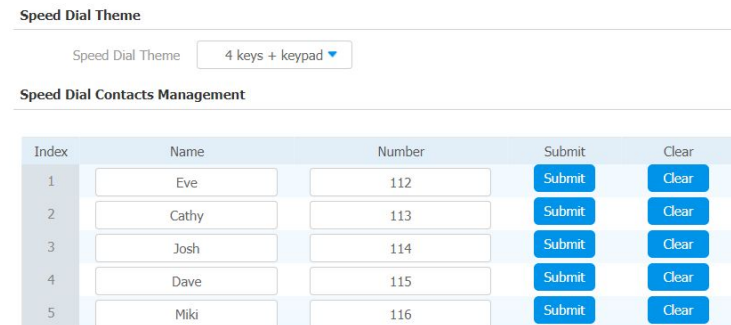 Speed Dial Theme
Speed Dial Theme 4 keys + keypad
Speed Dial Contacts Management
Index Name Number Submit Clear
1 Eve 112 Submit Clear
2 Cathy 113 Submit Clear
3 Josh 114 Submit Clear
4 Dave 115 Submit Clear
5 Miki 116 Submit Clear